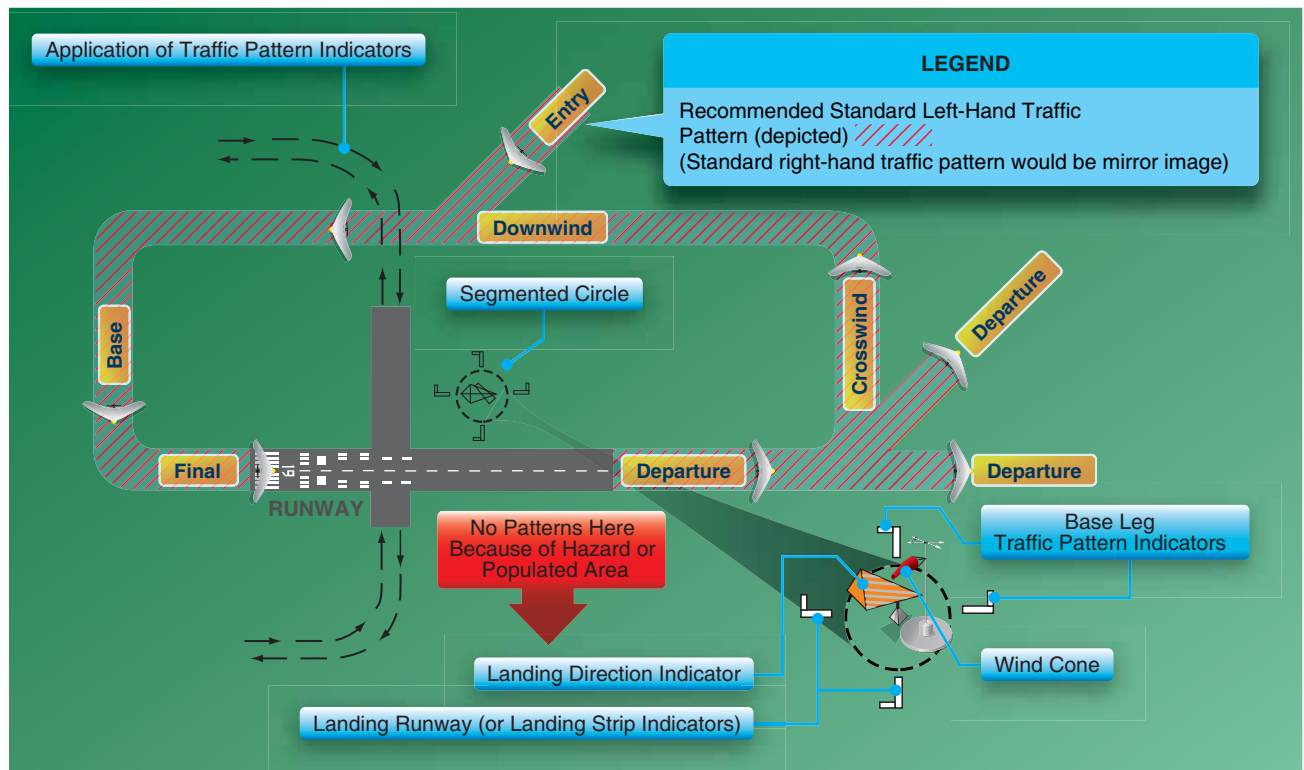 Application of Traffic Pattern Indicators
Entry
LEGEND
Recommended Standard Left-Hand Traffic
Pattern (depicted)
(Standard right-hand traffic pattern would be mirror image)
Downwind
Segmented Circle
Base
Crosswind
Departure
Final
19
RUNWAY
Departure
Departure
No Patterns Here
Because of Hazard or
Populated Area
Base Leg
Traffic Pattern Indicators
Landing Direction Indicator
Wind Cone
Landing Runway (or Landing Strip Indicators)